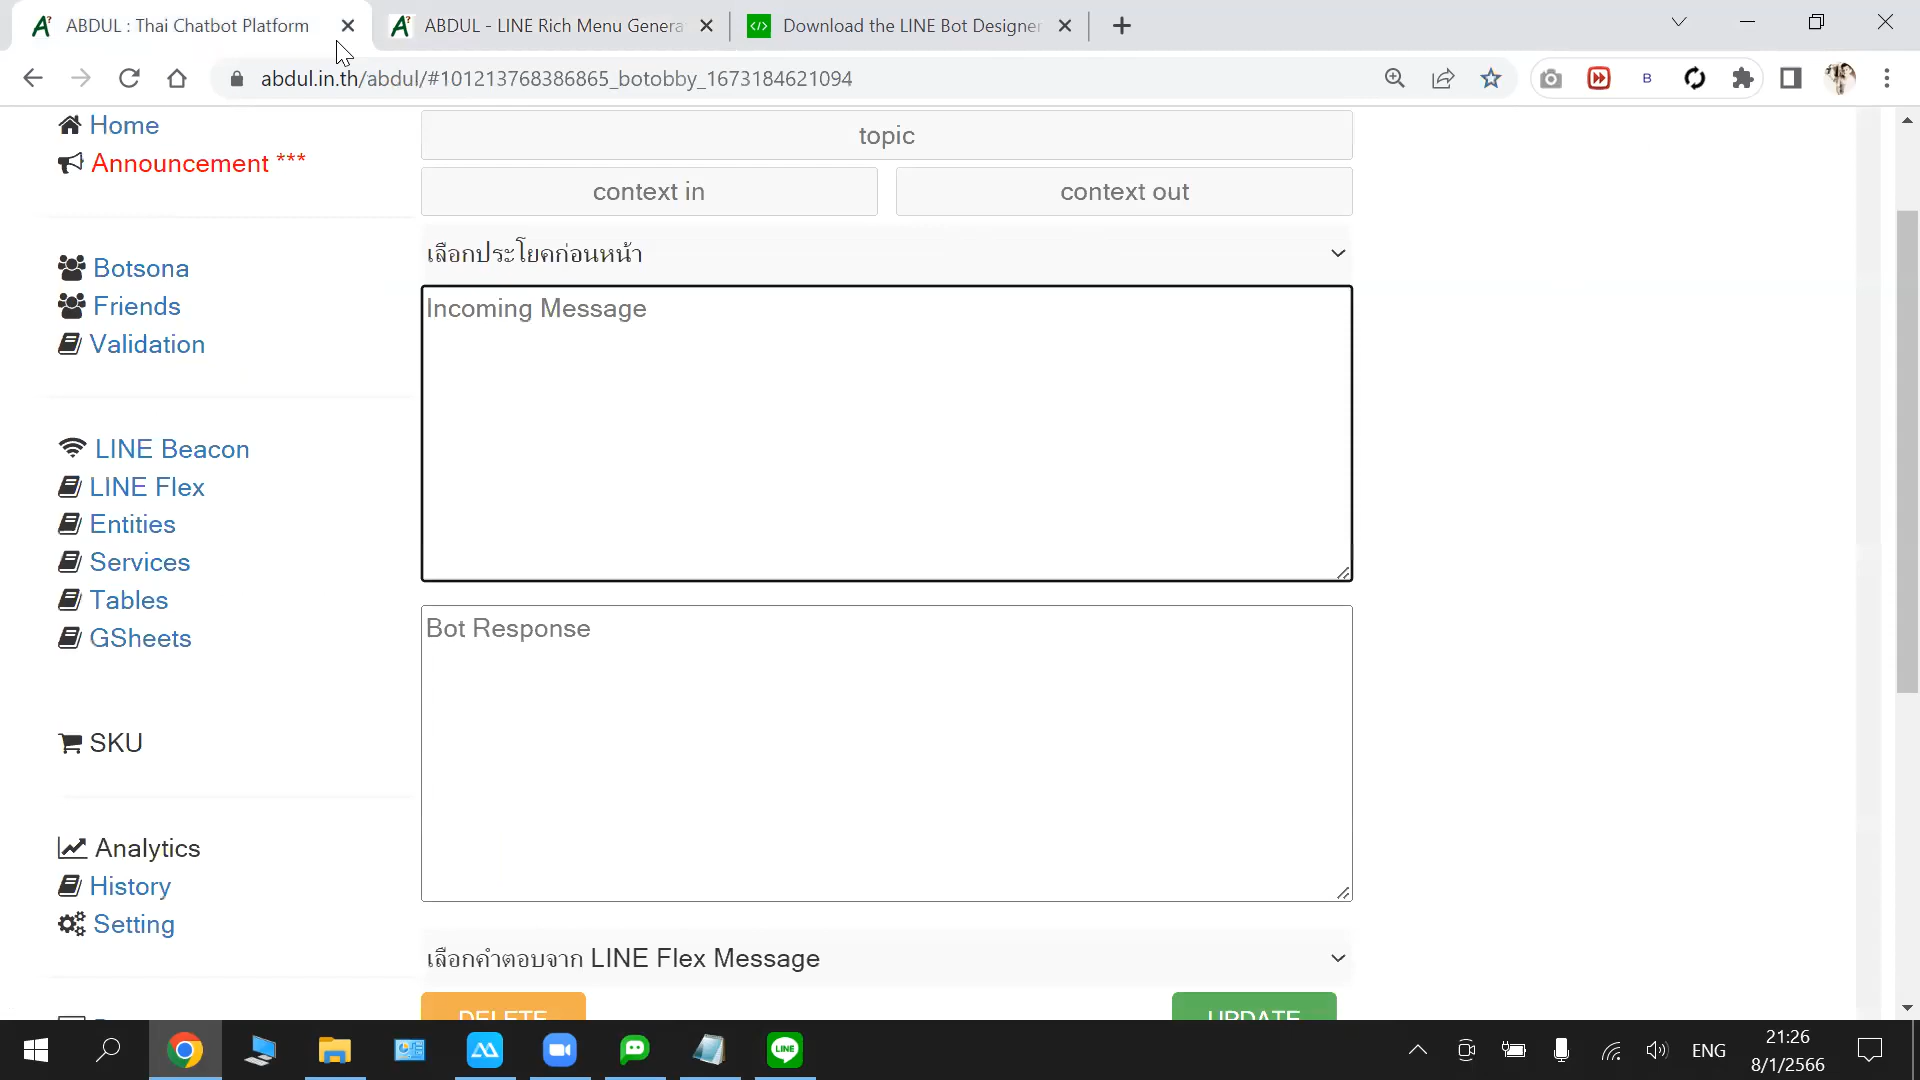 ABDUL : Thai Chatbot Platform
ABDUL - LINE Rich Menu Genera
Download the LINE Bot Designer
abdul.in.th/abdul/#101213768386865_botobby_1673184621094
Home
Announcement ***
Botsona
Friends
Validation
LINE Beacon
LINE Flex
Entities
Services
Tables
GSheets
SKU
Analytics
History
Setting
topic
context in
context out
เลือกประโยคก่อนหน้า
Incoming Message
Bot Response
เลือกคำตอบจาก LINE Flex Message
DELETE
UPDATE
LINE
ENG
21:26
8/1/2566